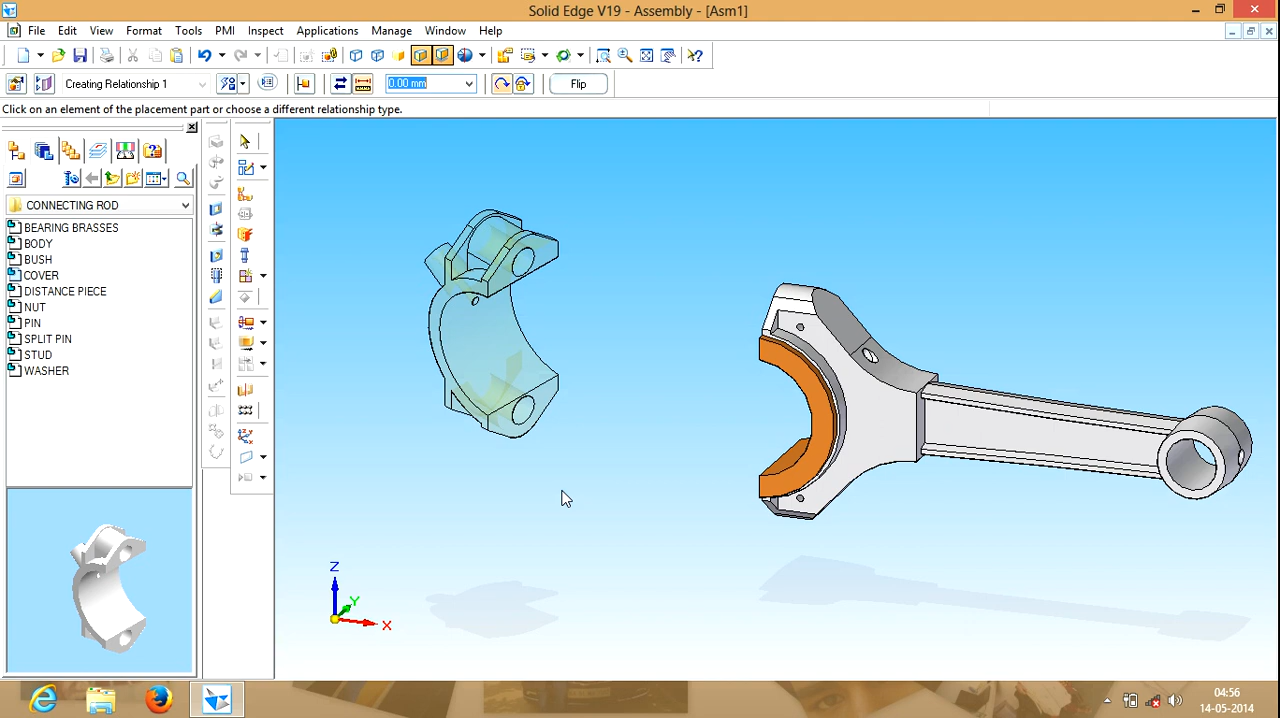 Solid Edge V19 - Assembly - [Asm1]
File Edit View Format Tools PMI Inspect Applications Manage Window Help
Creating Relationship 1
0.00 mm
Flip
Click on an element of the placement part or choose a different relationship type.
CONNECTING ROD
BEARING BRASSES
BODY
BUSH
COVER
DISTANCE PIECE
NUT
PIN
SPLIT PIN
STUD
WASHER
Z
Y
X
04:56
14-05-2014